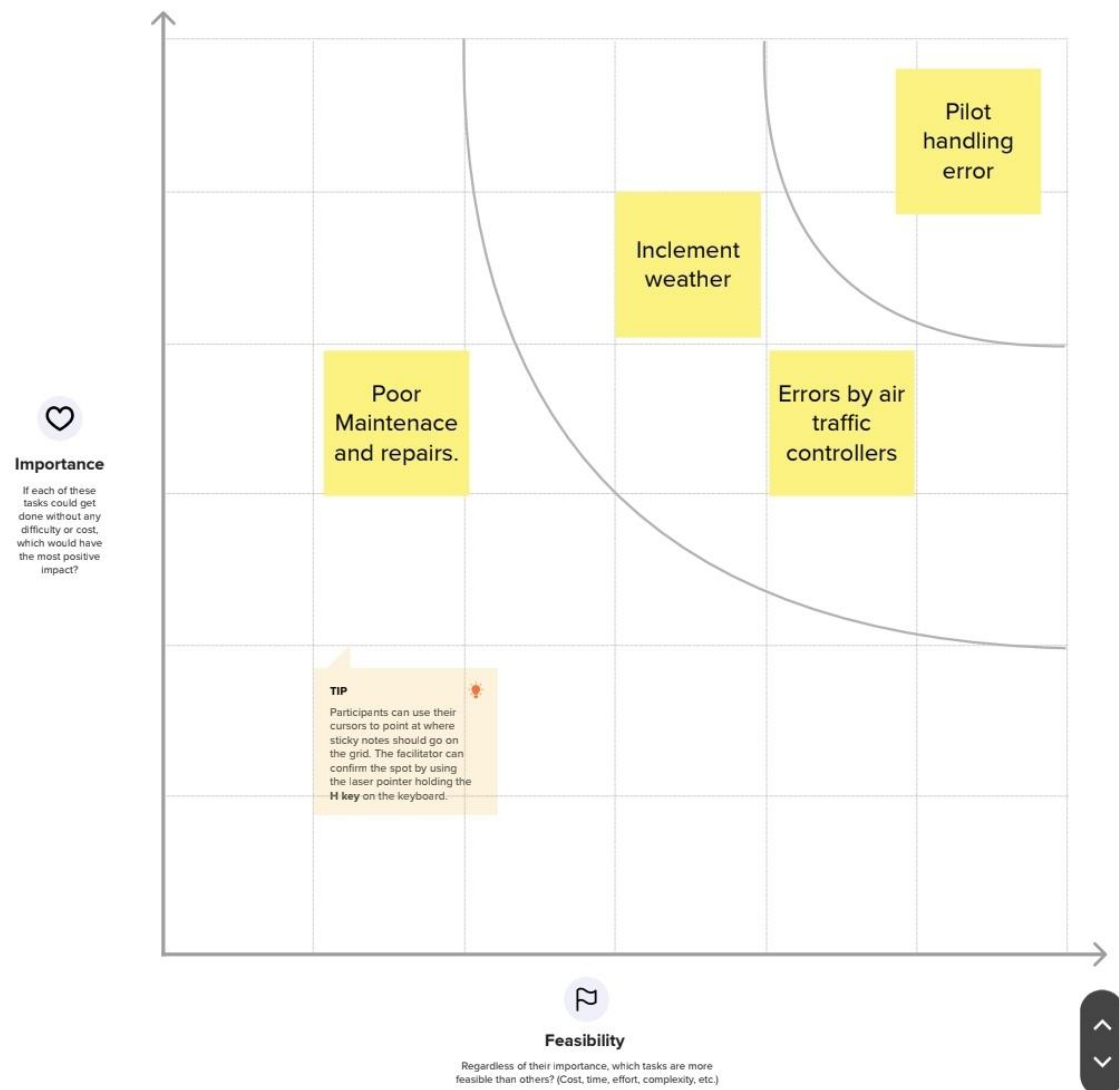 Pilot
handling
error
Inclement
weather
Poor
Maintenace
and repairs.
Errors by air
traffic
controllers
Importance
If each of these
tasks could get
done without any
difficulty or cost,
which would have
the most positive
impact?
TIP
Participants can use their
cursors to point at where
sticky notes should go on
the grid. The facilitator can
confirm the spot by using
the laser pointer holding the
H key on the keyboard.
Feasibility
Regardless of their importance, which tasks are more
feasible than others? (Cost, time, effort, complexity, etc.)